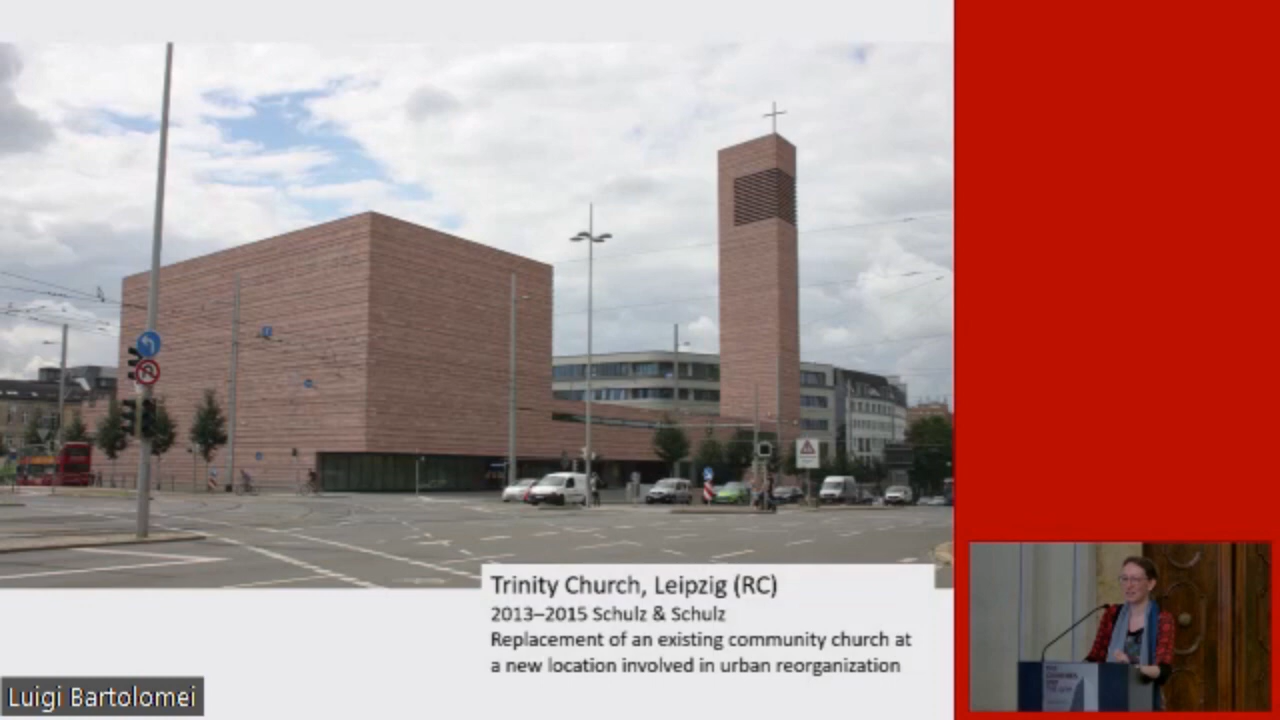 Trinity Church, Leipzig (RC)
2013–2015 Schulz & Schulz
Replacement of an existing community church at
a new location involved in urban reorganization
Luigi Bartolomei